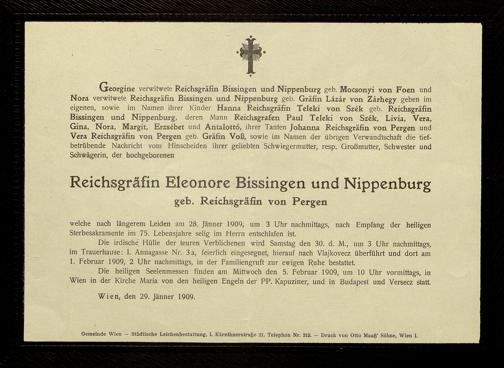 Georgine verwitwete Reichsgräfin Bissingen und Nippenburg geb. Mocsonyi von Foen und
Nora verwitwete Reichsgräfin Bissingen und Nippenburg geb. Gräfin Lázár von Zárhegy geben im
eigenen, sowie im Namen ihrer Kinder Hanna Reichsgräfin Teleki von Szék geb. Reichsgräfin
Bissingen und Nippenburg, deren Mann Reichsgrafen Paul Teleki von Szék, Livia, Vera,
Gina, Nora, Margit, Erzsébet und Antalottó, ihrer Tanten Johanna Reichsgräfin von Pergen und
Vera Reichsgräfin von Pergen geb. Gräfin Voß, sowie im Namen der übrigen Verwandtschaft die tief-
betrübende Nachricht vom Hinscheiden ihrer geliebten Schwiegermutter, resp. Großmutter, Schwester und
Schwägerin, der hochgeborenen
Reichsgräfin Eleonore Bissingen und Nippenburg
geb. Reichsgräfin von Pergen
welche nach längerem Leiden am 28. Jänner 1909, um 3 Uhr nachmittags, nach Empfang der heiligen
Sterbesakramente im 75. Lebensjahre selig im Herrn entschlafen ist.
Die irdische Hülle der teuren Verblichenen wird Samstag den 30. d. M., um 3 Uhr nachmittags,
im Trauerhause: I. Annagasse Nr. 3a, feierlich eingesegnet, hierauf nach Vlajkovecz überführt und dort am
1. Februar 1909, 2 Uhr nachmittags, in der Familiengruft zur ewigen Ruhe bestattet.
Die heiligen Seelenmessen finden am Mittwoch den 5. Februar 1909, um 10 Uhr vormittags, in
Wien in der Kirche Maria von den heiligen Engeln der PP. Kapuziner, und in Budapest und Versecz statt.
Wien, den 29. Jänner 1909.
Gemeinde Wien — Städtische Leichenbestattung, I. Kärnthnerstraße 21. Telephon Nr. 312. — Druck von Otto Maaß' Söhne, Wien I.